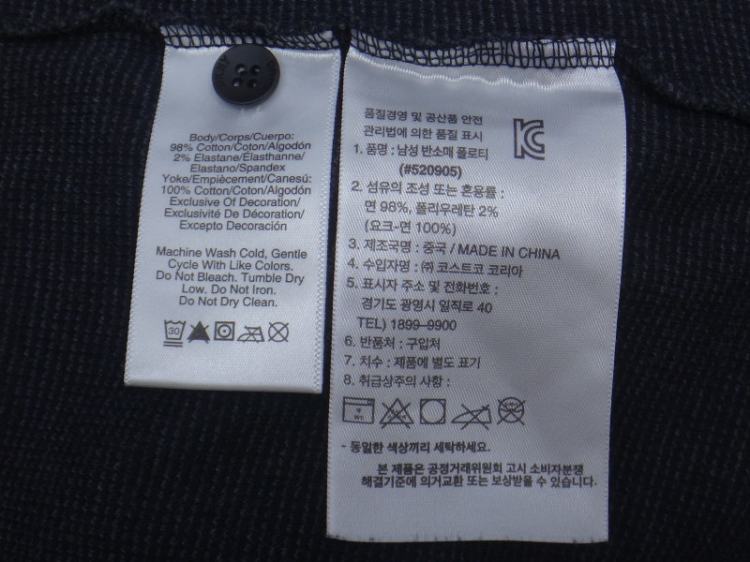 Body/Corps/Cuerpo:
98% Cotton/Coton/Algodón
2% Elastane/Élasthanne/
Elastano/Spandex
Yoke/Empiècement/Canesú:
100% Cotton/Coton/Algodón
Exclusive Of Decoration/
Exclusivité De Décoration/
Excepto Decoración
Machine Wash Cold, Gentle
Cycle With Like Colors.
Do Not Bleach. Tumble Dry
Low. Do Not Iron.
Do Not Dry Clean.
30
품질경영 및 공산품 안전
관리법에 의한 품질 표시
1. 품명 : 남성 반소매 폴로티
(#520905)
2. 섬유의 조성 또는 혼용률 :
면 98%, 폴리우레탄 2%
(요크-면 100%)
3. 제조국명 : 중국 / MADE IN CHINA
4. 수입자명 : ㈜ 코스트코 코리아
5. 표시자 주소 및 전화번호 :
경기도 광명시 일직로 40
TEL) 1899-9900
6. 반품처 : 구입처
7. 치수 : 제품에 별도 표기
8. 취급상주의 사항 :
- 동일한 색상끼리 세탁하세요.
본 제품은 공정거래위원회 고시 소비자분쟁
해결기준에 의거교환 또는 보상받을 수 있습니다.